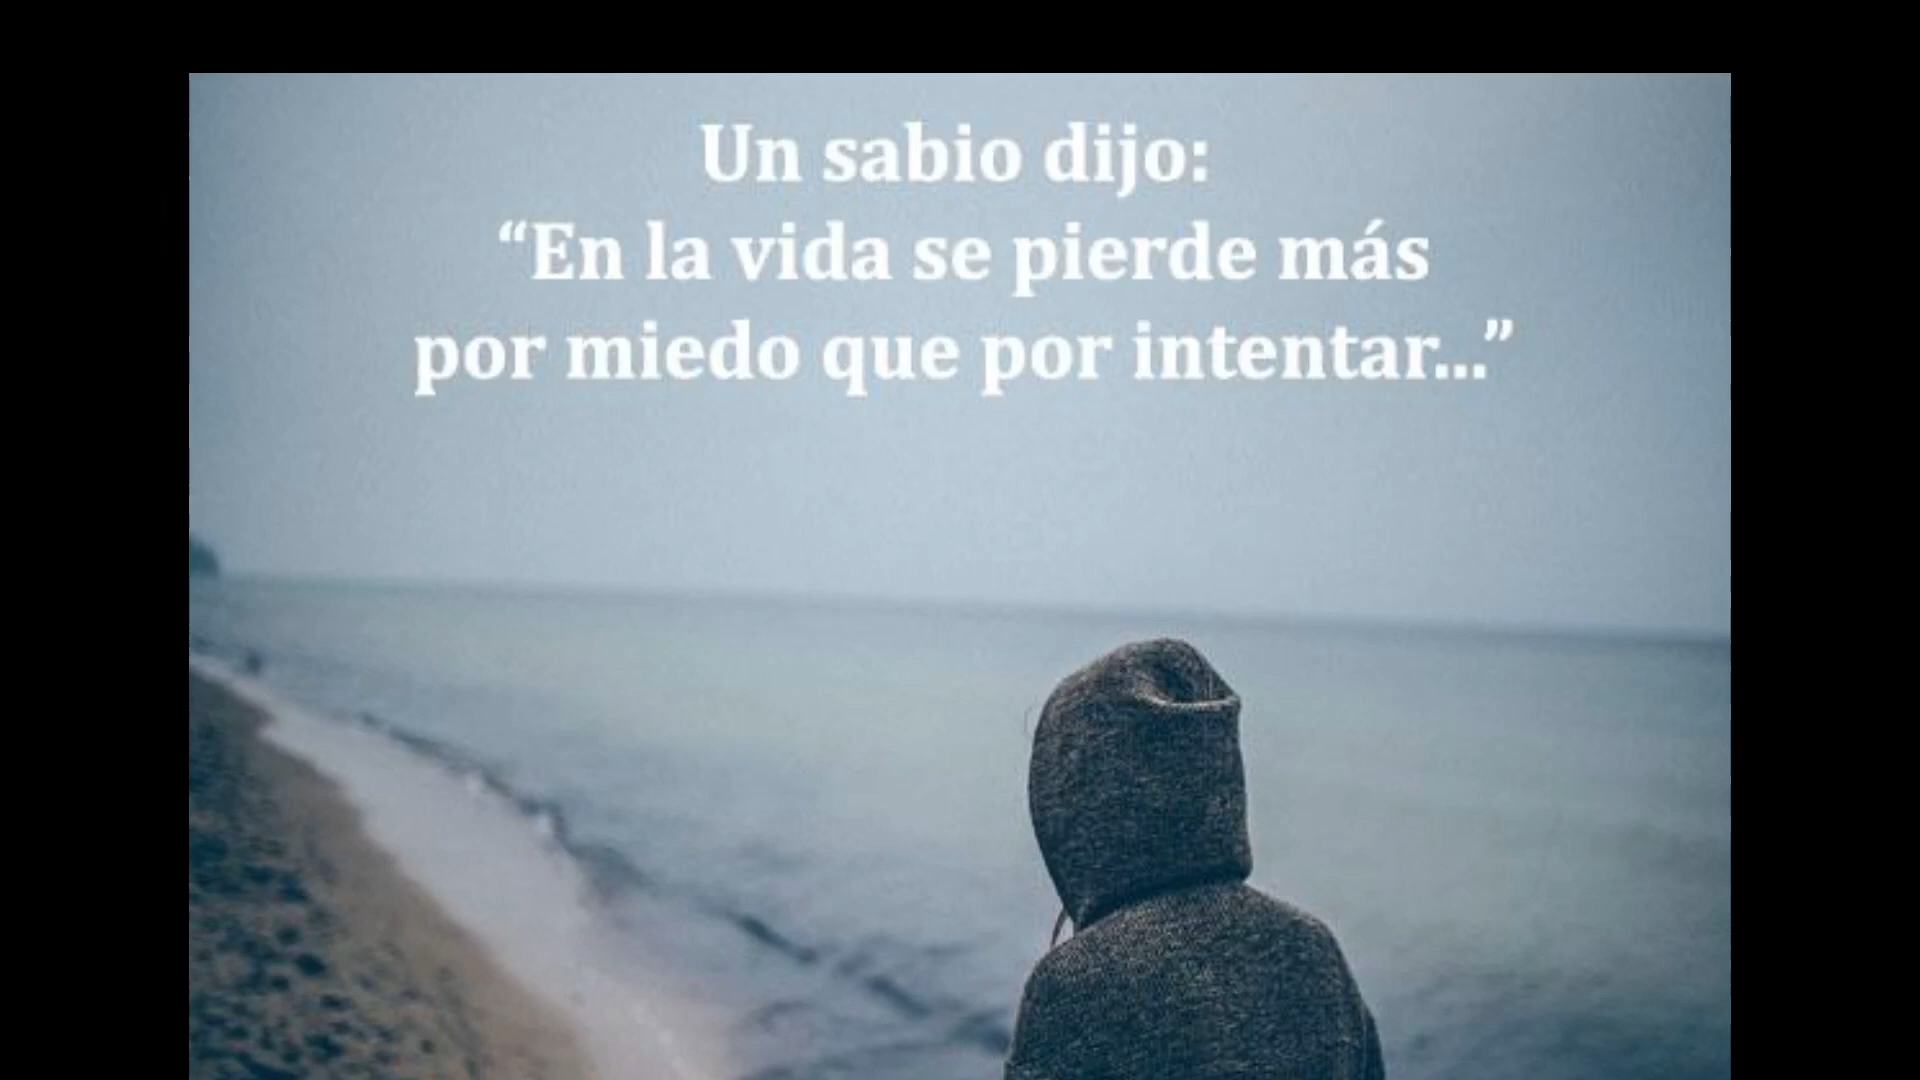 Un sabio dijo:
“En la vida se pierde más
por miedo que por intentar...”